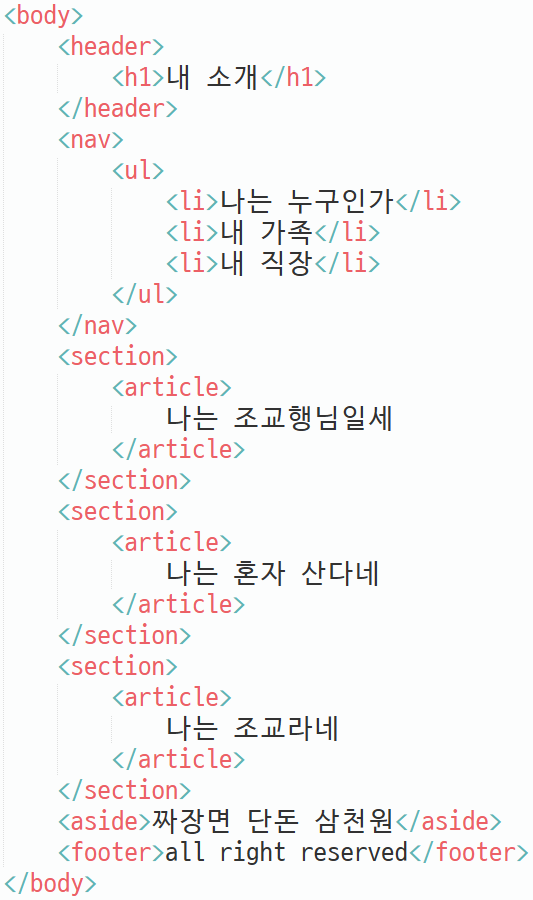 <body>
<header>
<h1>내 소개</h1>
</header>
<nav>
<ul>
<li>나는 누구인가</li>
<li>내 가족</li>
<li>내 직장</li>
</ul>
</nav>
<section>
<article>
나는 조교행님일세
</article>
</section>
<section>
<article>
나는 혼자 산다네
</article>
</section>
<section>
<article>
나는 조교라네
</article>
</section>
<aside>짜장면 단돈 삼천원</aside>
<footer>all right reserved</footer>
</body>